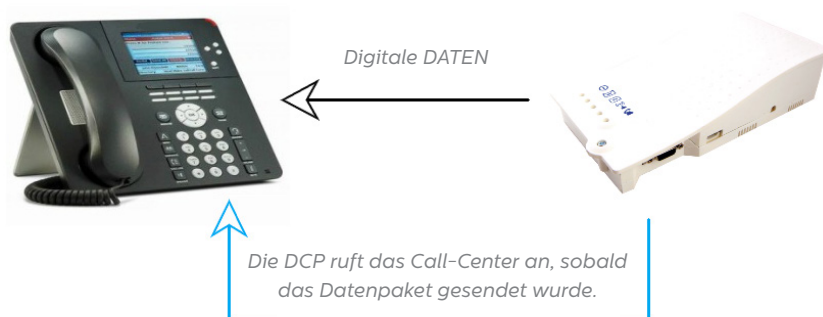 Digitale DATEN
Die DCP ruft das Call-Center an, sobald
das Datenpaket gesendet wurde.